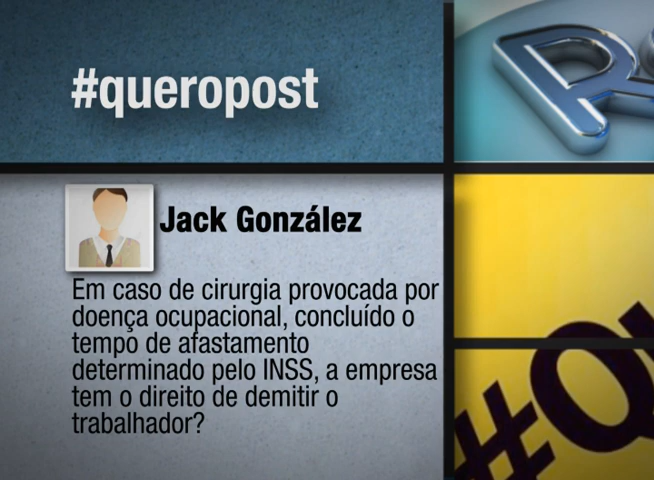 #queropost
Jack González
Em caso de cirurgia provocada por
doença ocupacional, concluído o
tempo de afastamento
determinado pelo INSS, a empresa
tem o direito de demitir o
trabalhador?